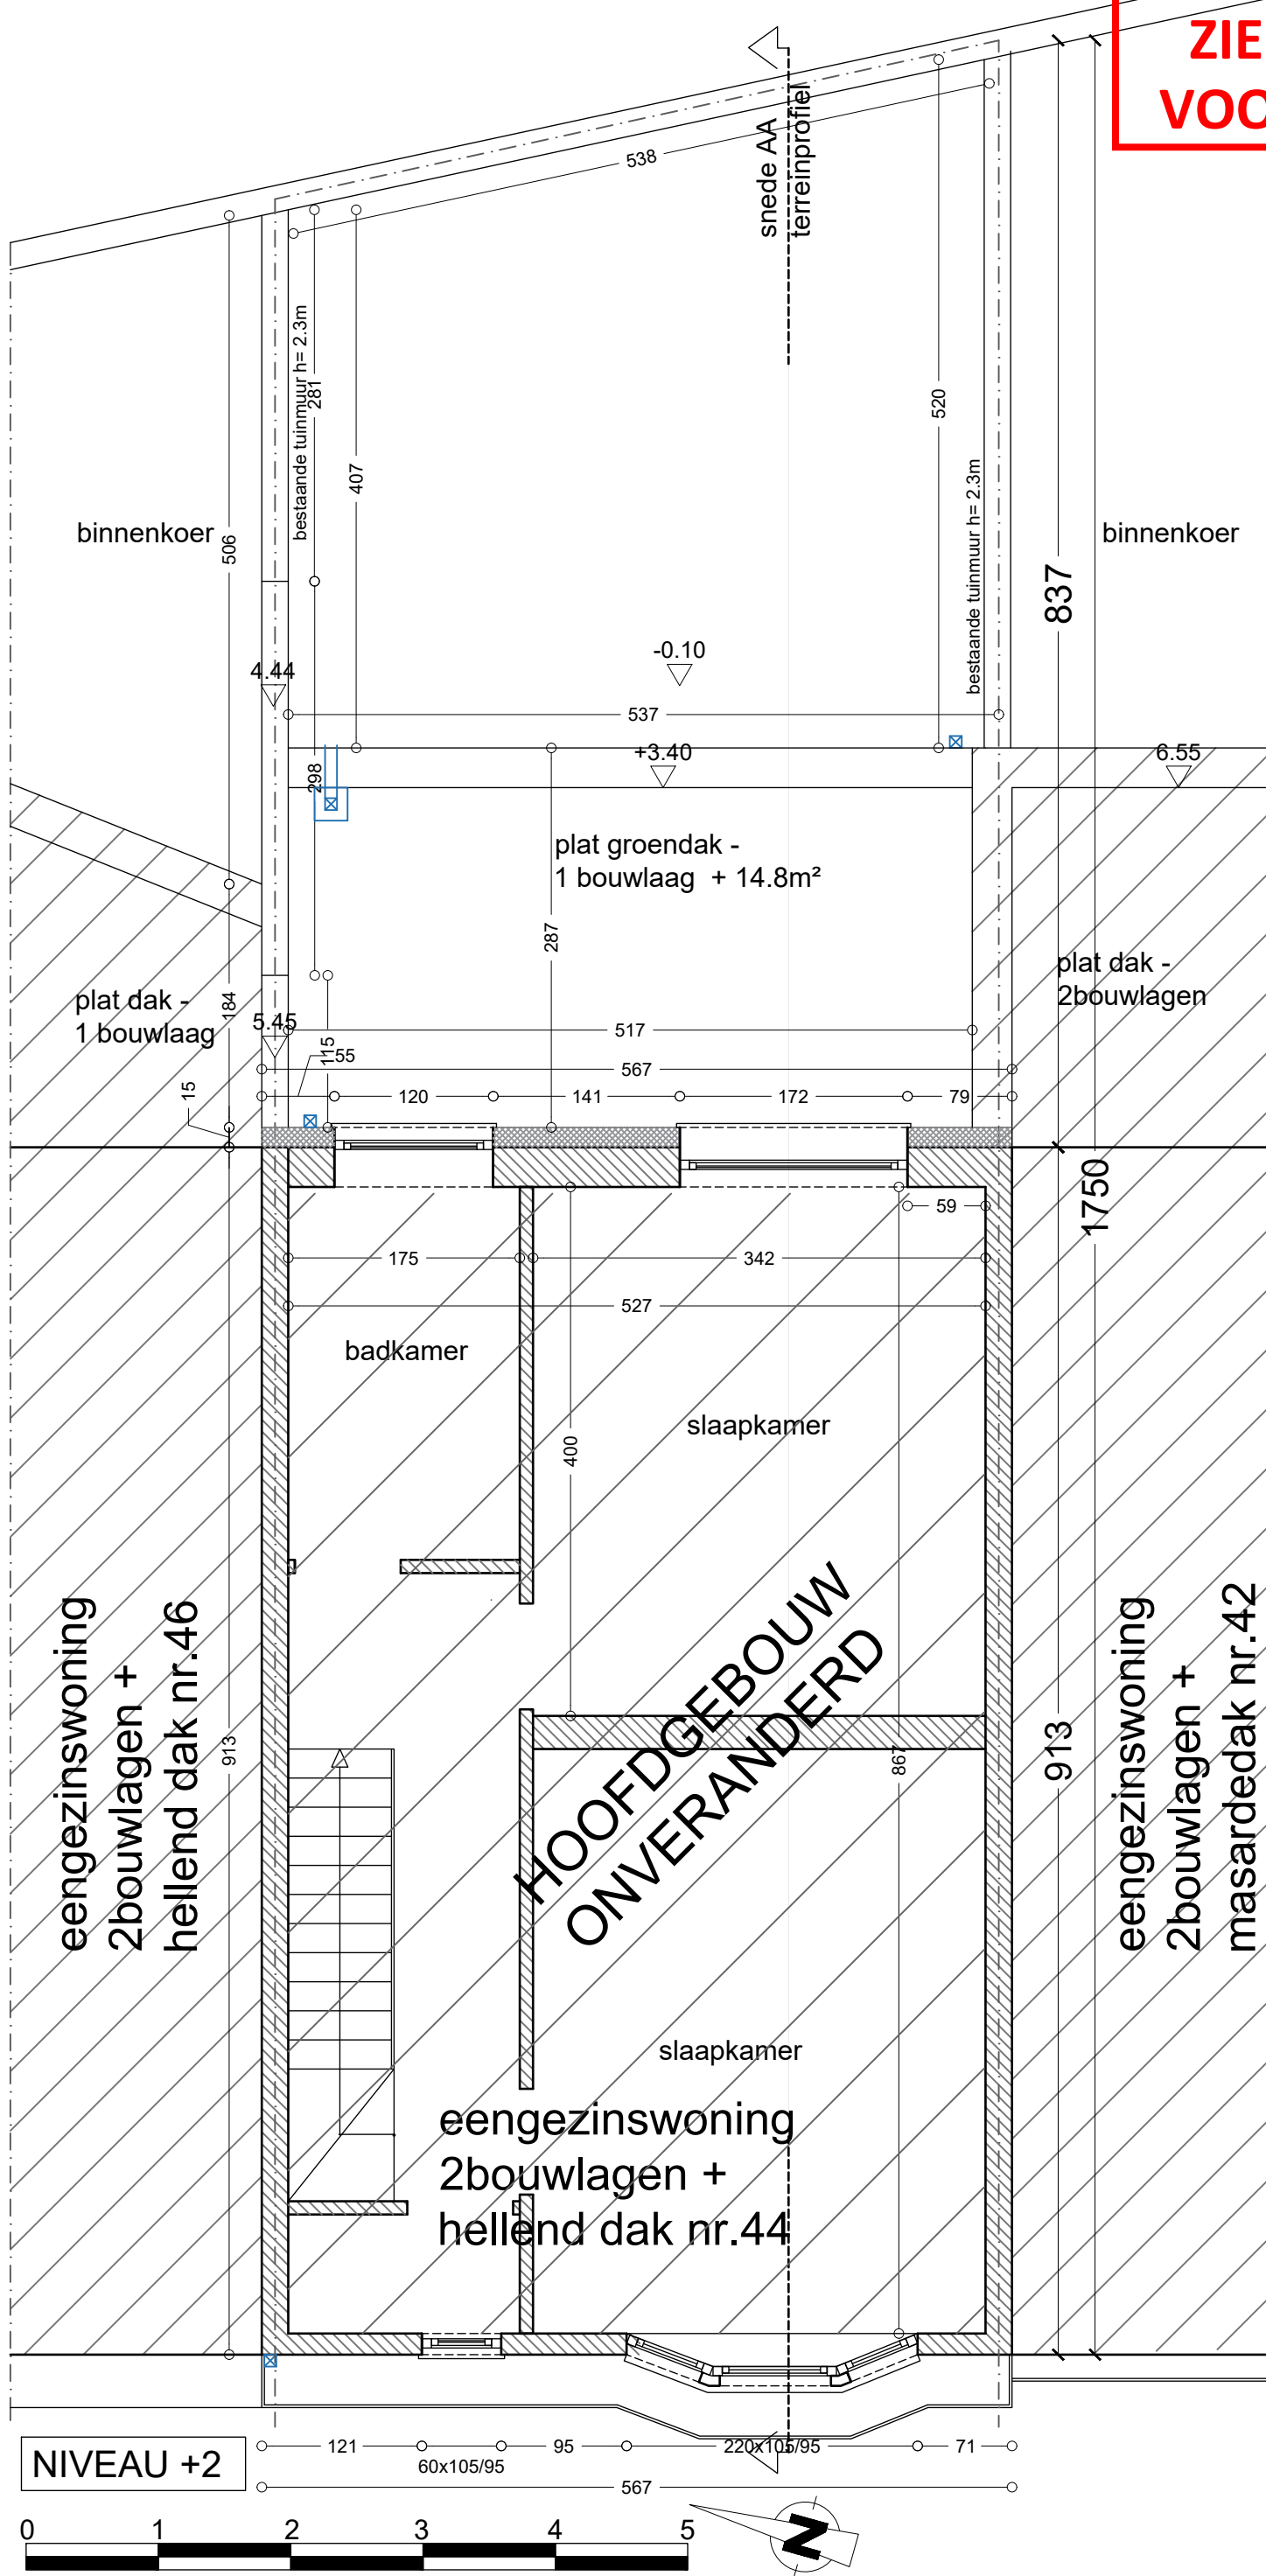 ZIE
VOO
snede AA
terreinprofiel
538
bestaande tuinmuur h= 2.3m
281
407
520
506
binnenkoer
binnenkoer
bestaande tuinmuur h= 2.3m
837
4.44
-0.10
537
298
+3.40
6.55
plat groendak -
1 bouwlaag + 14.8m²
287
plat dak -
1 bouwlaag
184
plat dak -
2bouwlagen
5.45
517
115
55
567
15
120
141
172
79
1750
59
175
342
527
badkamer
slaapkamer
400
HOOFDGEBOUW
ONVERANDERD
eengezinswoning
2bouwlagen +
hellend dak nr.46
913
867
913
eengezinswoning
2bouwlagen +
masardedak nr.42
slaapkamer
eengezinswoning
2bouwlagen +
hellend dak nr.44
NIVEAU +2
121
60x105/95
95
220x105/95
71
567
0 1 2 3 4 5
N